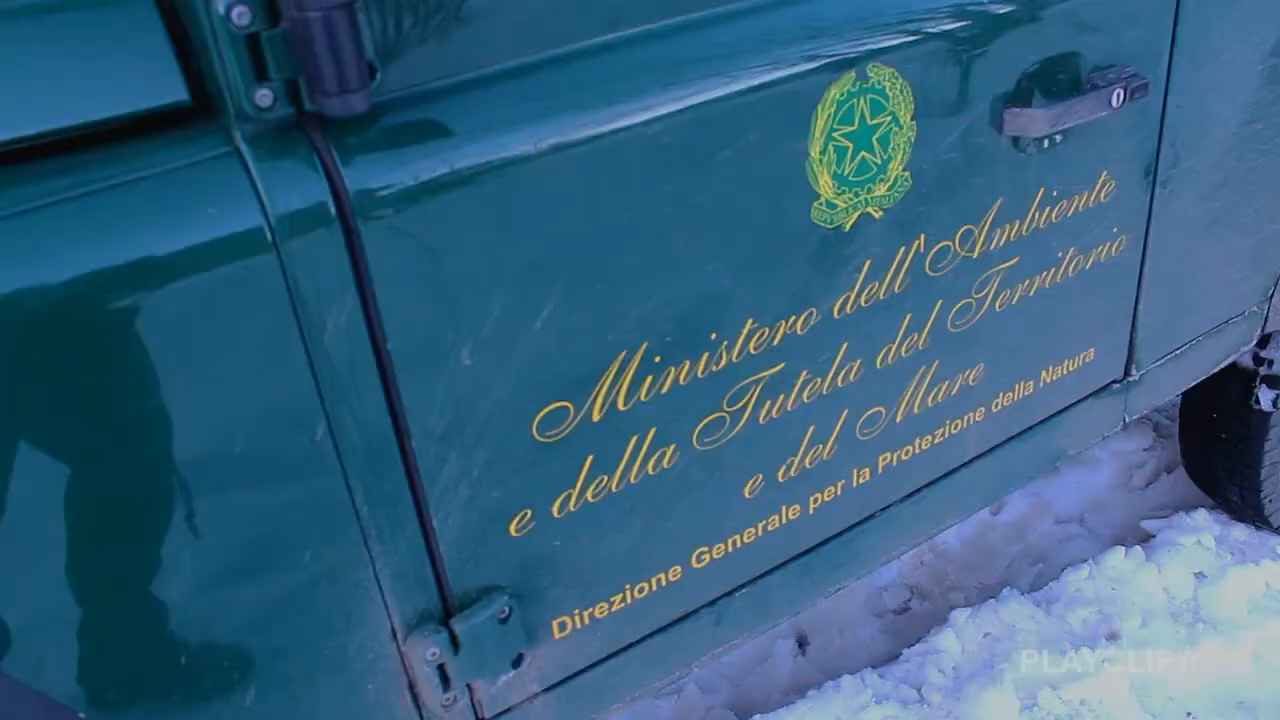 Ministero dell'Ambiente
e della Tutela del Territorio
e del Mare
Direzione Generale per la Protezione della Natura